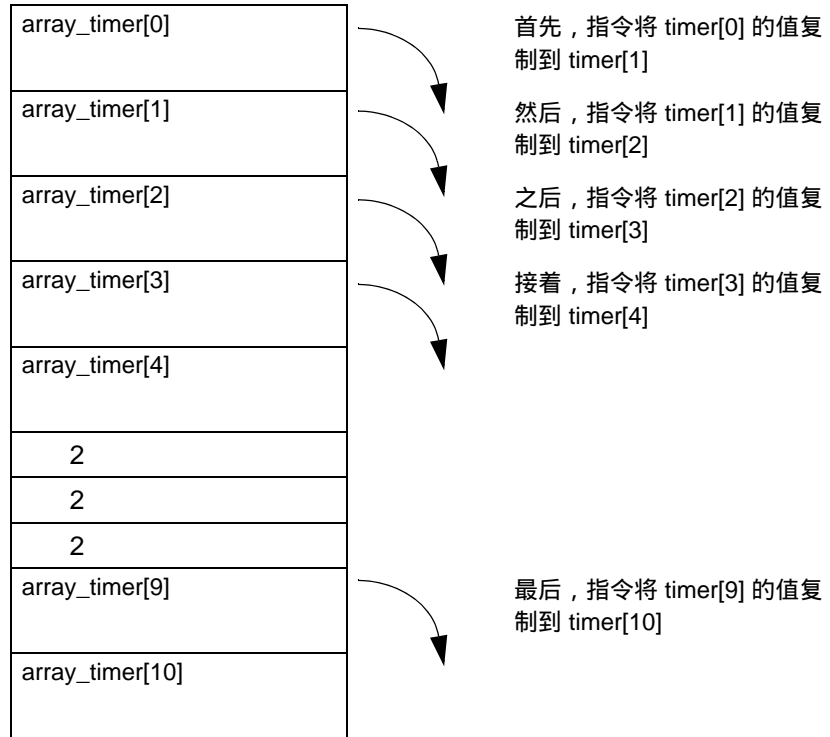 array_timer[0]
首先，指令将 timer[0] 的值复
制到 timer[1]
array_timer[1]
然后，指令将 timer[1] 的值复
制到 timer[2]
array_timer[2]
之后，指令将 timer[2] 的值复
制到 timer[3]
array_timer[3]
接着，指令将 timer[3] 的值复
制到 timer[4]
array_timer[4]
2
2
2
array_timer[9]
最后，指令将 timer[9] 的值复
制到 timer[10]
array_timer[10]